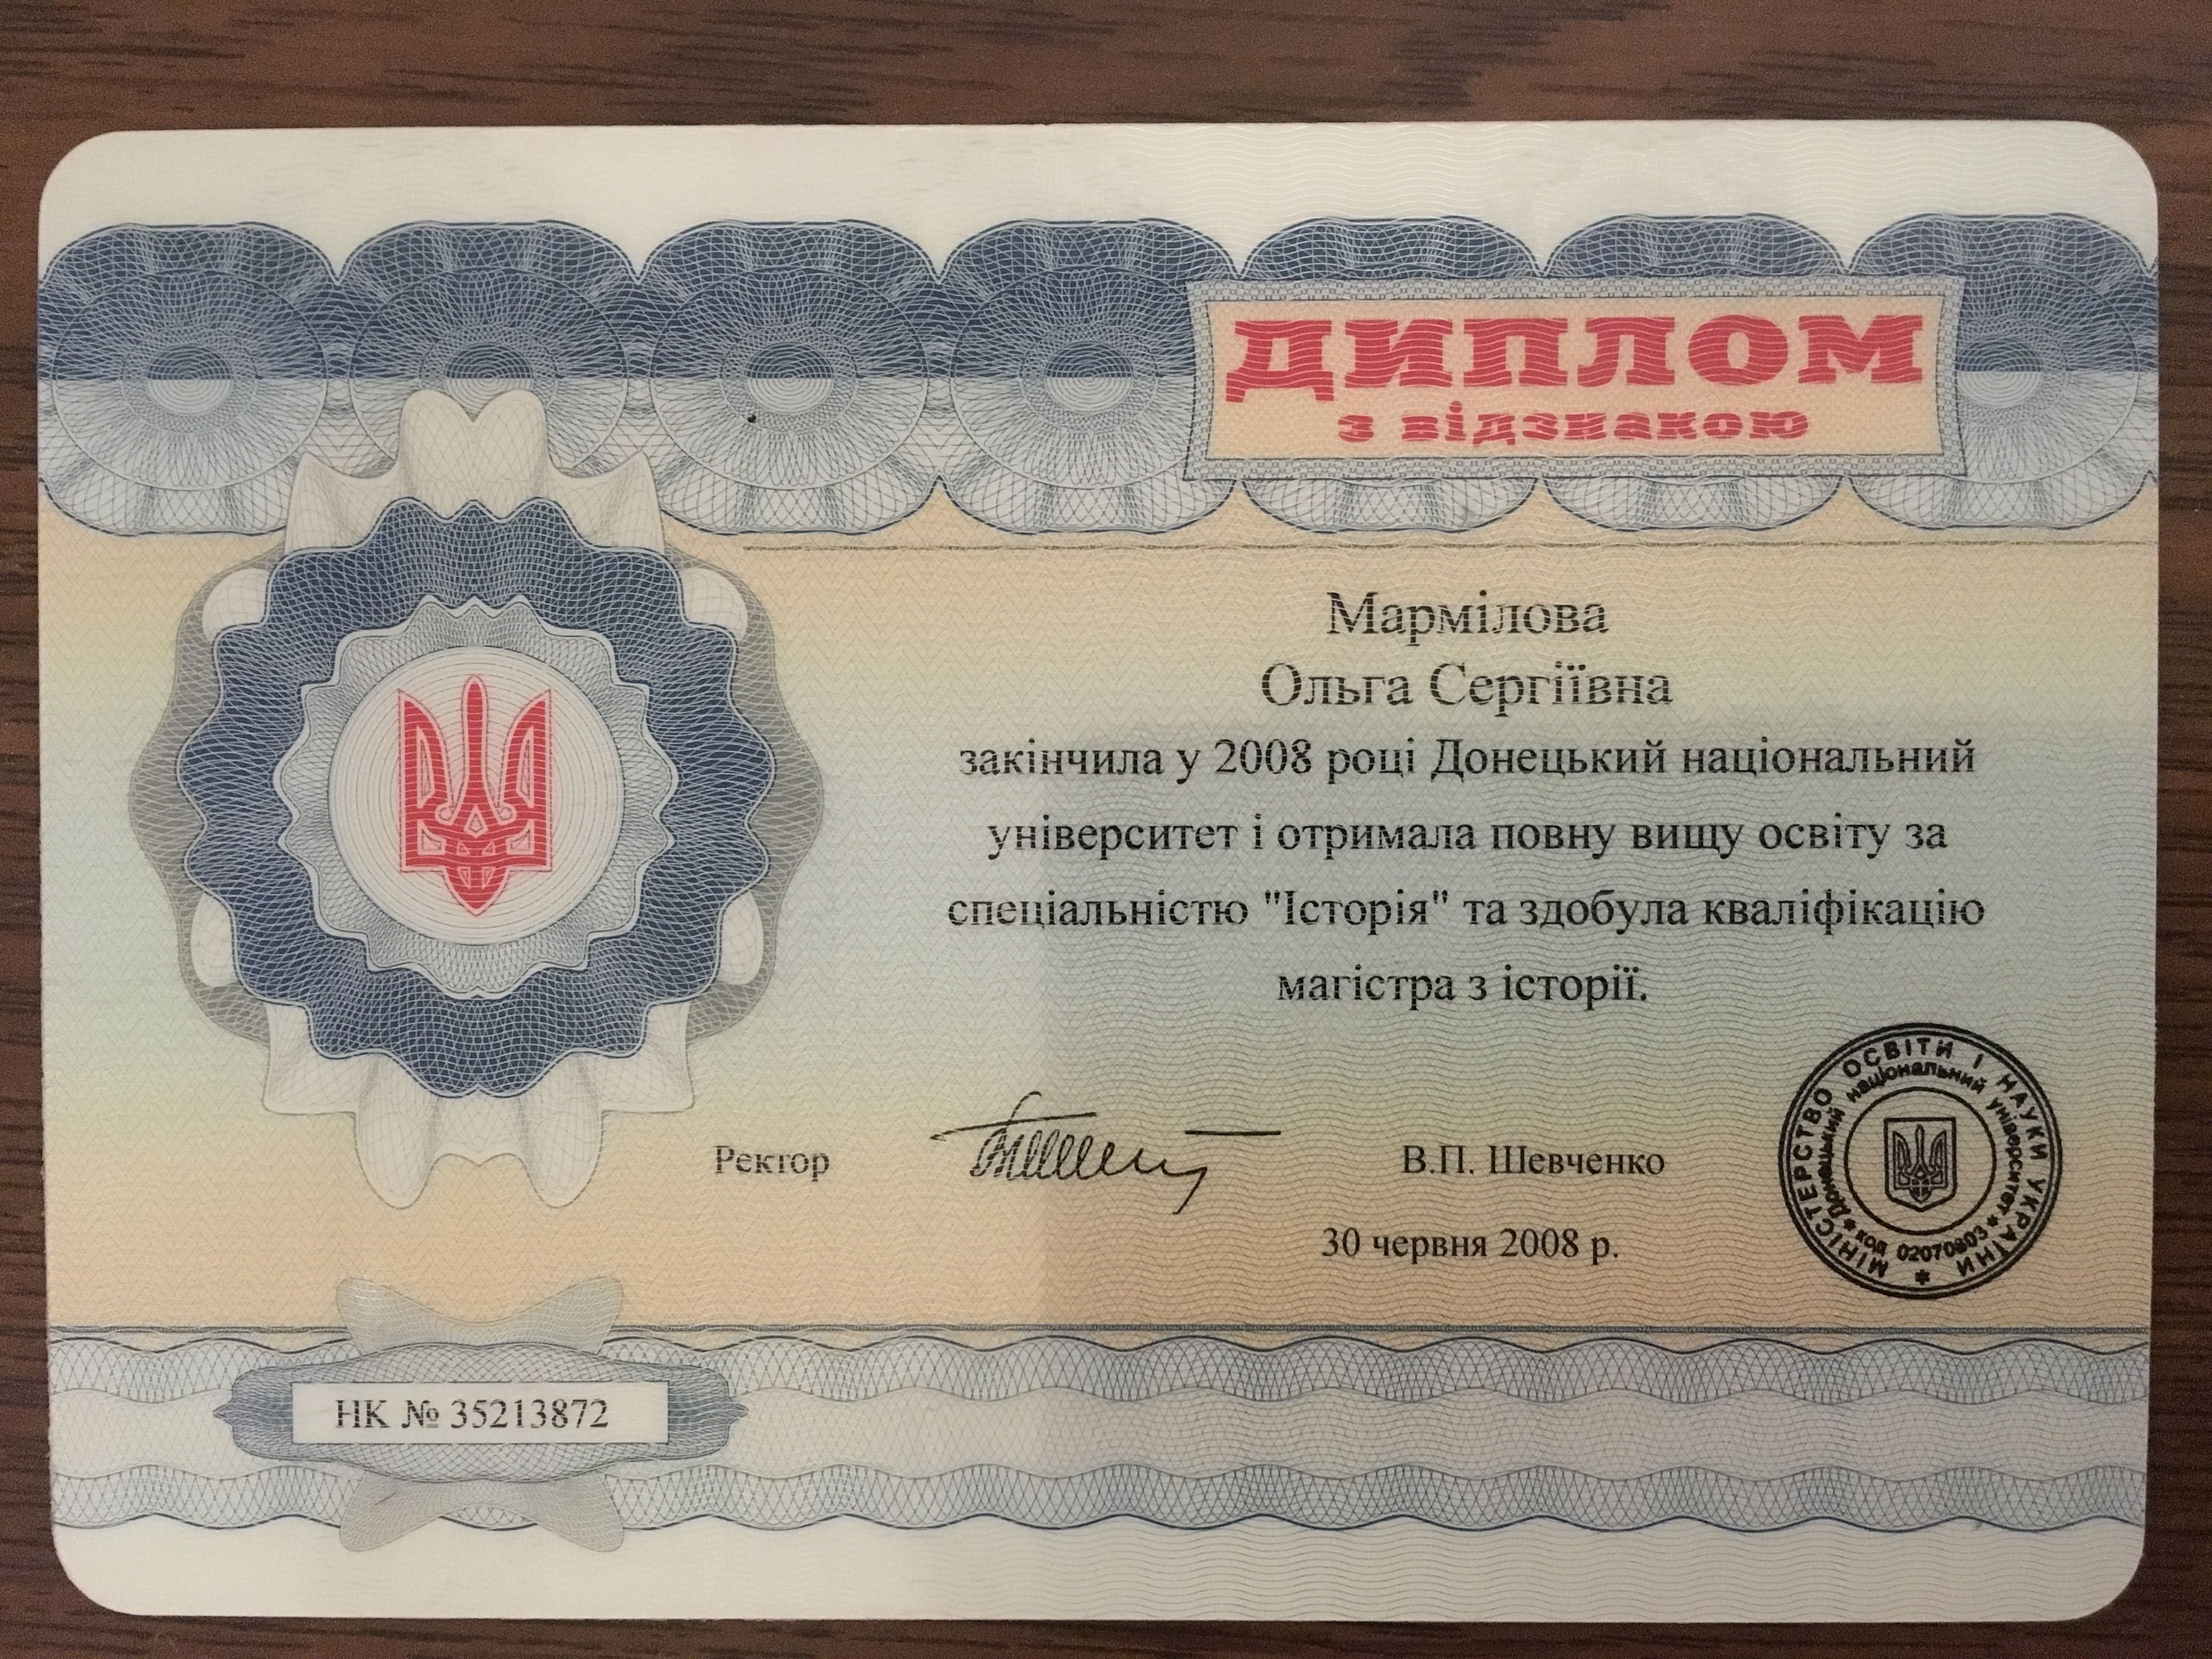 ДИПЛОМ
з відзнакою
Мармілова
Ольга Сергіївна
закінчила у 2008 році Донецький національний
університет і отримала повну вищу освіту за
спеціальністю "Історія" та здобула кваліфікацію
магістра з історії.
Ректор В.П. Шевченко
30 червня 2008 р.
МІНІСТЕРСТВО ОСВІТИ І НАУКИ УКРАЇНИ *
* Донецький національний університет *
код 02070803
НК № 35213872